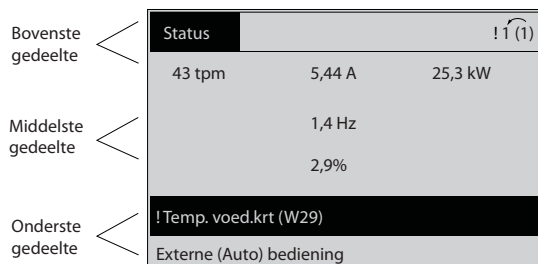 Bovenste
gedeelte
Status
!1 (1)
43 tpm 5,44 A 25,3 kW
Middelste
gedeelte
1,4 Hz
2,9%
Onderste
gedeelte
!Temp. voed.krt (W29)
Externe (Auto) bediening